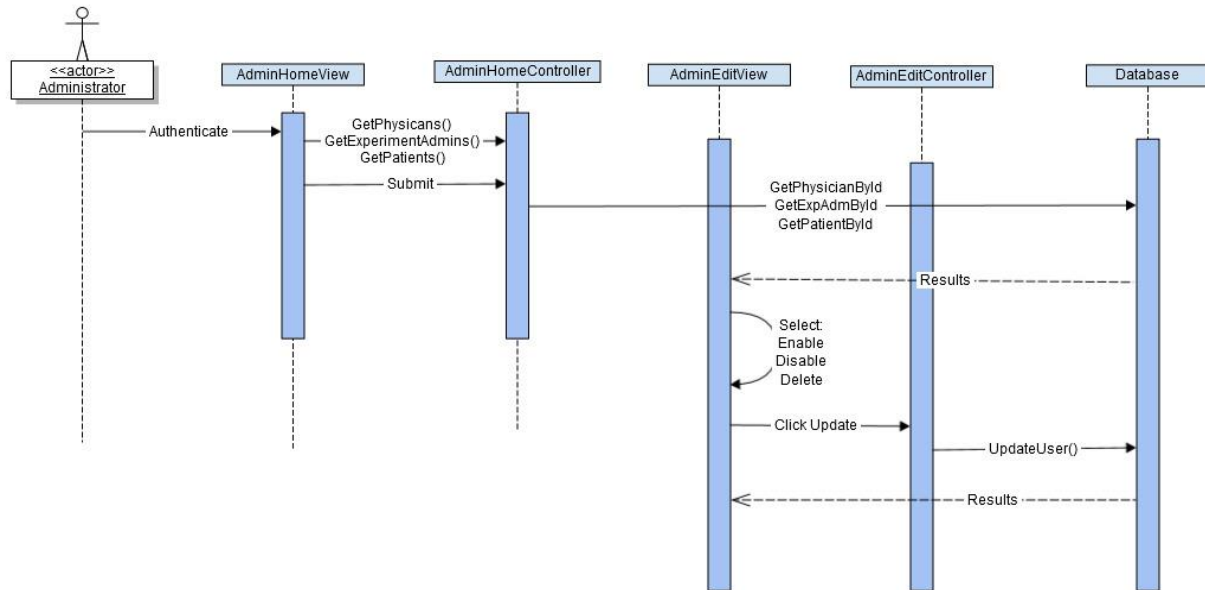 <<actor>>
Administrator
AdminHomeView
AdminHomeController
AdminEditView
AdminEditController
Database
Authenticate
GetPhysicans()
GetExperimentAdmins()
GetPatients()
Submit
GetPhysicianById
GetExpAdmById
GetPatientById
Results
Select:
Enable
Disable
Delete
Click Update
UpdateUser()
Results